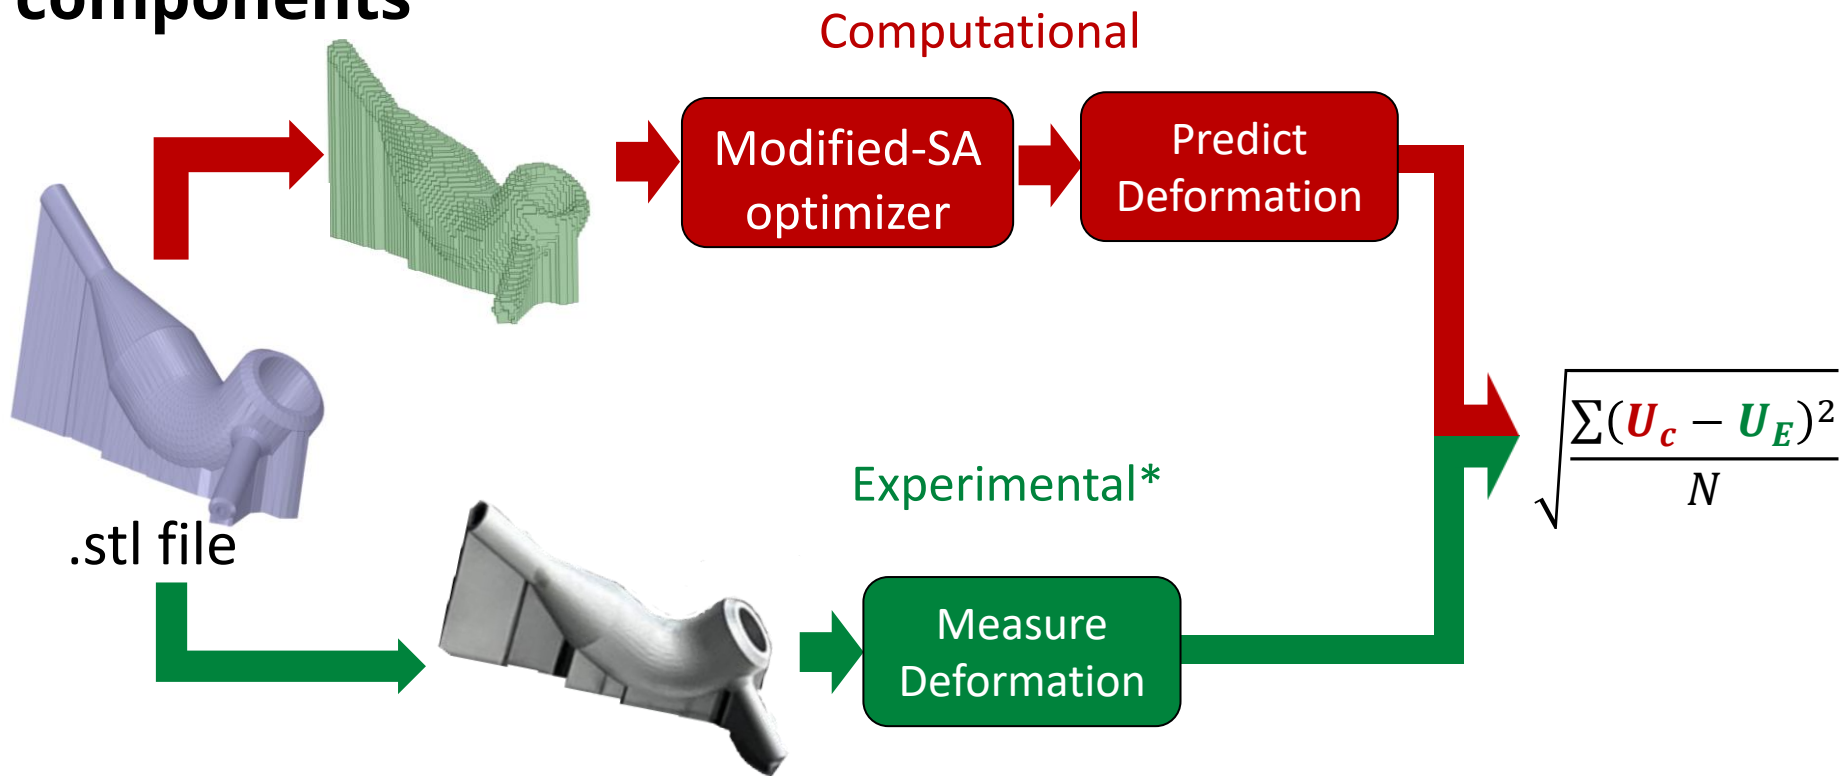 components
Computational
Modified-SA
optimizer
Predict
Deformation
.stl file
Experimental*
Measure
Deformation
√(∑(U_c − U_E)²/N)